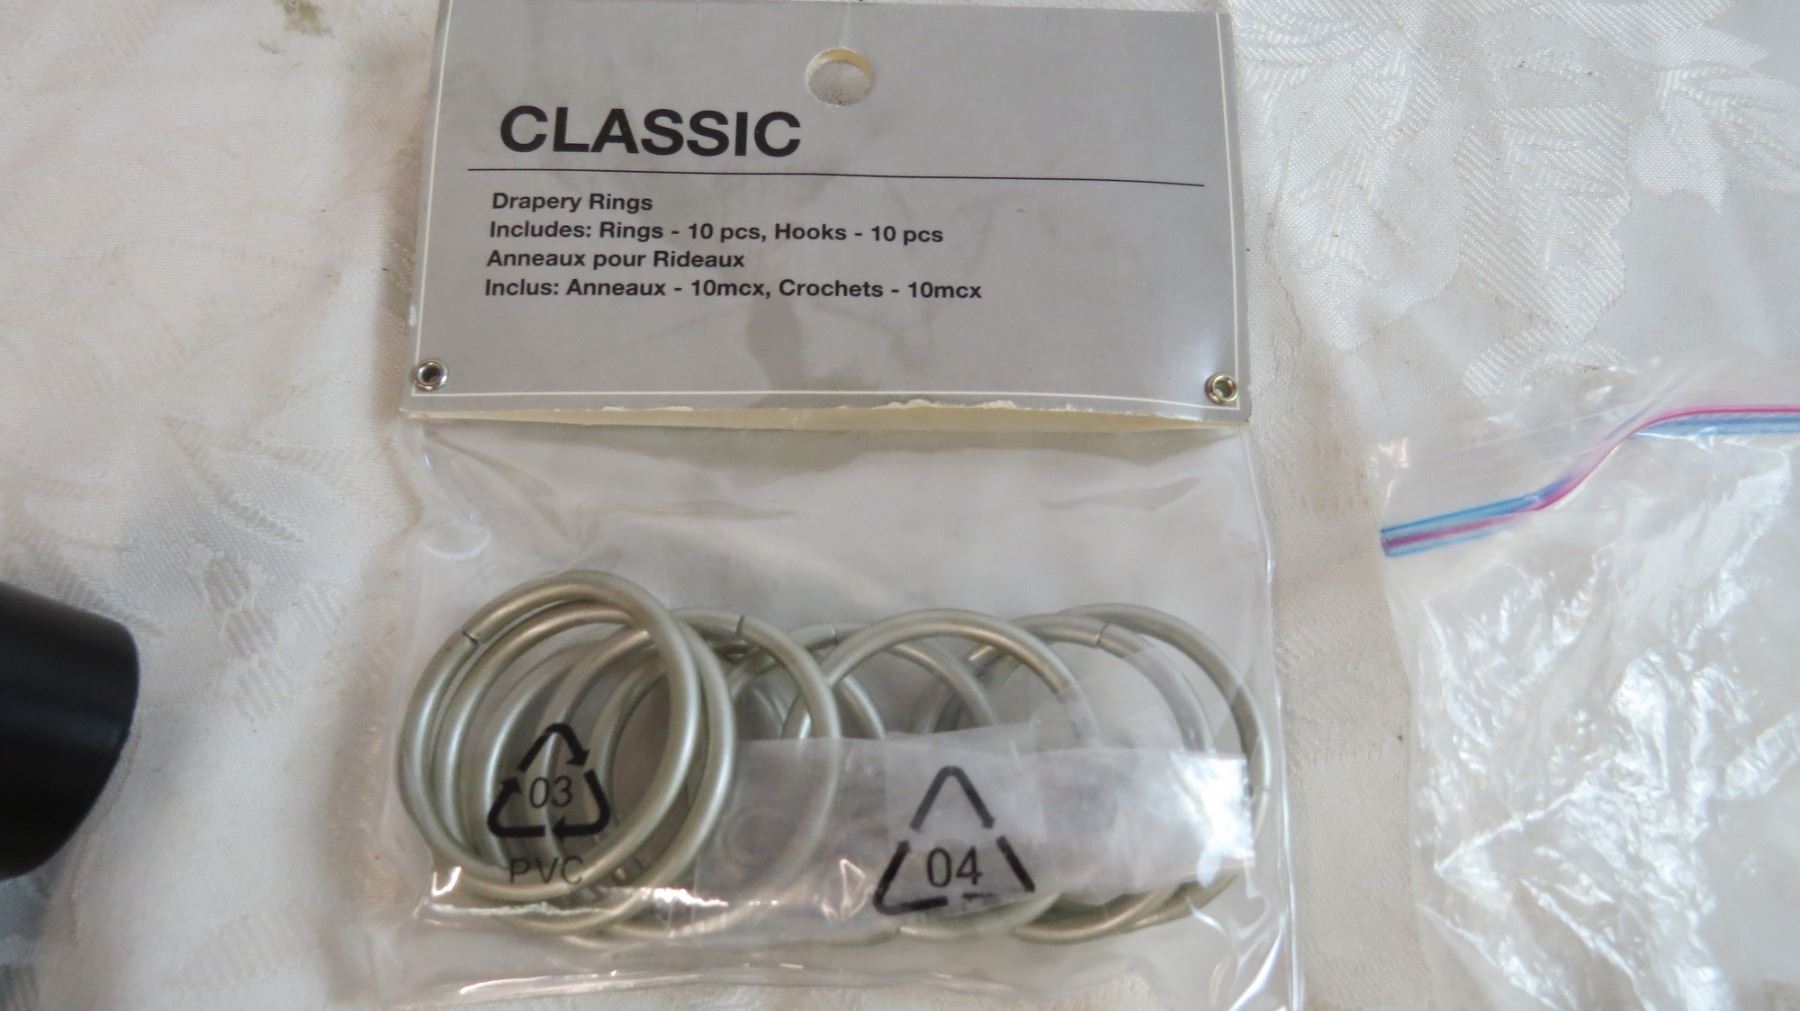 CLASSIC
Drapery Rings
Includes: Rings - 10 pcs, Hooks - 10 pcs
Anneaux pour Rideaux
Inclus: Anneaux - 10mcx, Crochets - 10mcx
03
PVC
04